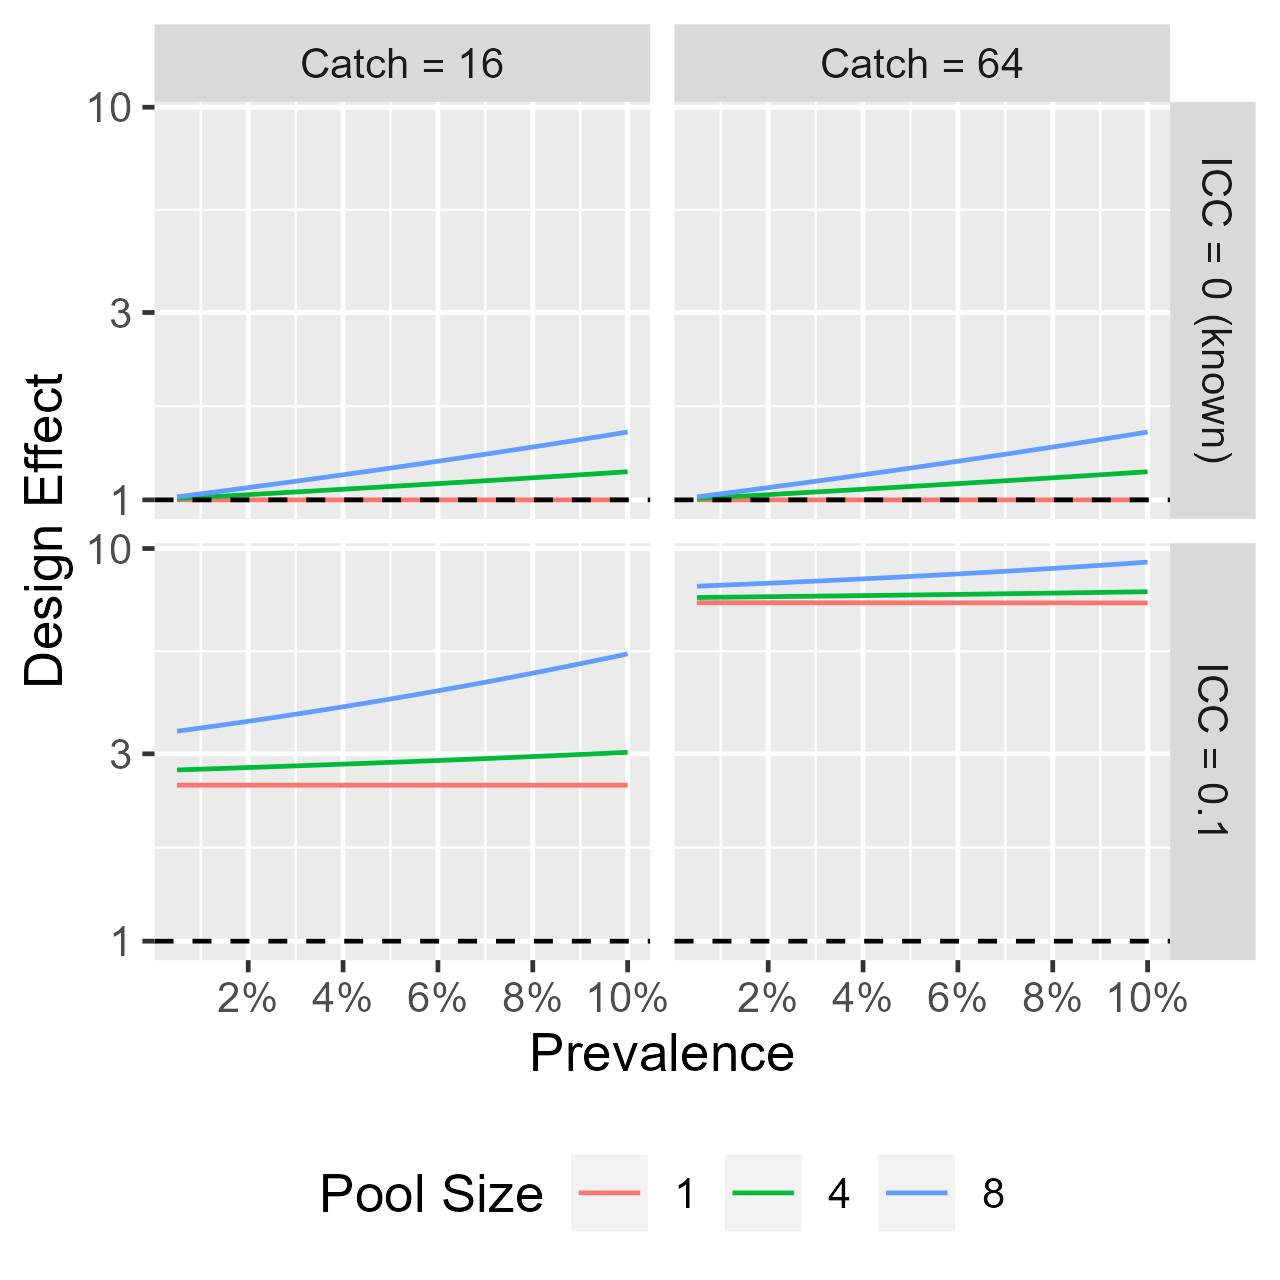 Catch = 16
Catch = 64
10
3
1
ICC = 0 (known)
Design Effect
10
3
1
ICC = 0.1
2% 4% 6% 8% 10%
2% 4% 6% 8% 10%
Prevalence
Pool Size 1 4 8